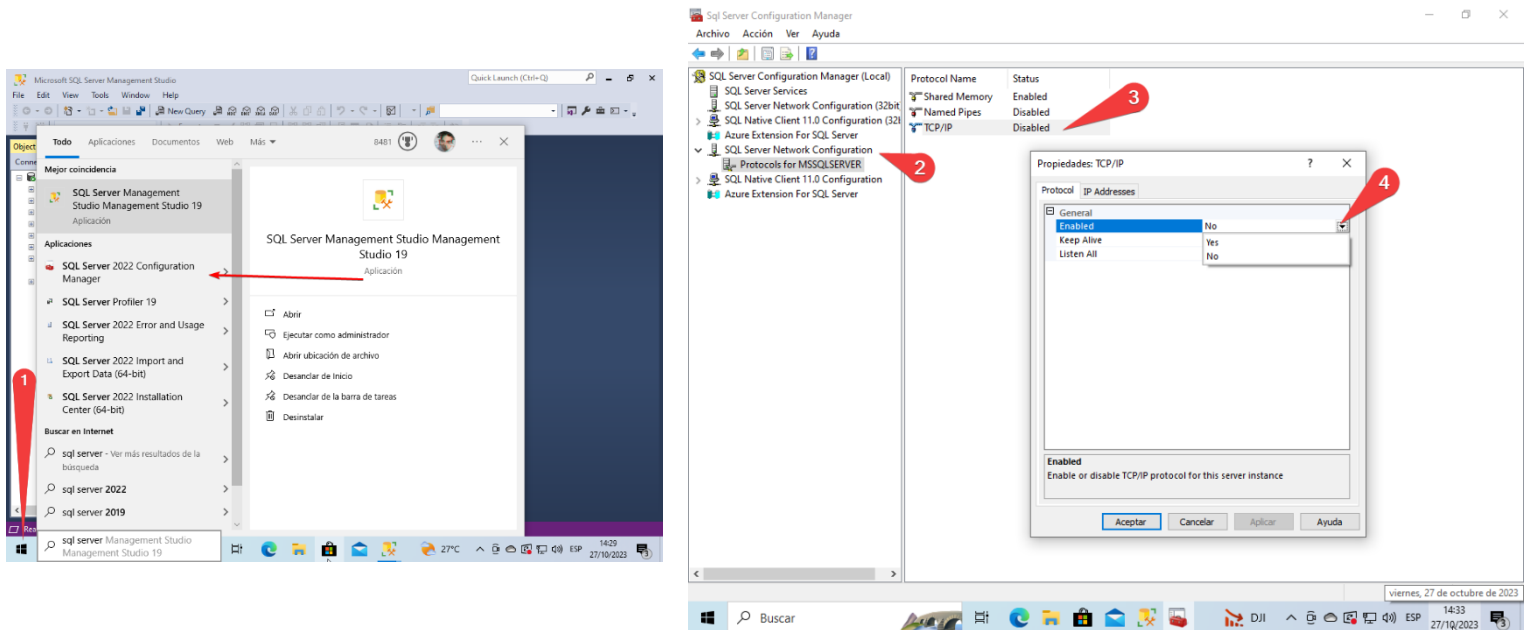 Microsoft SQL Server Management Studio
Quick Launch (Ctrl+Q)
File Edit View Tools Window Help
New Query
Object
Conne
Todo Aplicaciones Documentos Web Más
8481
Mejor coincidencia
SQL Server Management
Studio Management Studio 19
Aplicación
Aplicaciones
SQL Server 2022 Configuration
Manager
SQL Server Profiler 19
SQL Server 2022 Error and Usage
Reporting
SQL Server 2022 Import and
Export Data (64-bit)
SQL Server 2022 Installation
Center (64-bit)
Buscar en Internet
sql server - Ver más resultados de la
búsqueda
sql server 2022
sql server 2019
SQL Server Management Studio Management
Studio 19
Aplicación
Abrir
Ejecutar como administrador
Abrir ubicación de archivo
Desanclar de Inicio
Desanclar de la barra de tareas
Desinstalar
1
Rea
sql server Management Studio
Management Studio 19
27°C
ESP
14:29
27/10/2023
3
Sql Server Configuration Manager
Archivo Acción Ver Ayuda
SQL Server Configuration Manager (Local)
SQL Server Services
SQL Server Network Configuration (32bit
SQL Native Client 11.0 Configuration (32l
Azure Extension For SQL Server
SQL Server Network Configuration
Protocols for MSSQLSERVER
SQL Native Client 11.0 Configuration
Azure Extension For SQL Server
2
Protocol Name Status
Shared Memory Enabled
Named Pipes Disabled
TCP/IP Disabled
3
Propiedades: TCP/IP
?
Protocol IP Addresses
4
General
Enabled No
Keep Alive
Listen All
Yes
No
Enabled
Enable or disable TCP/IP protocol for this server instance
Aceptar Cancelar Aplicar Ayuda
viernes, 27 de octubre de 2023
Buscar
DJI
ESP
14:33
27/10/2023
3